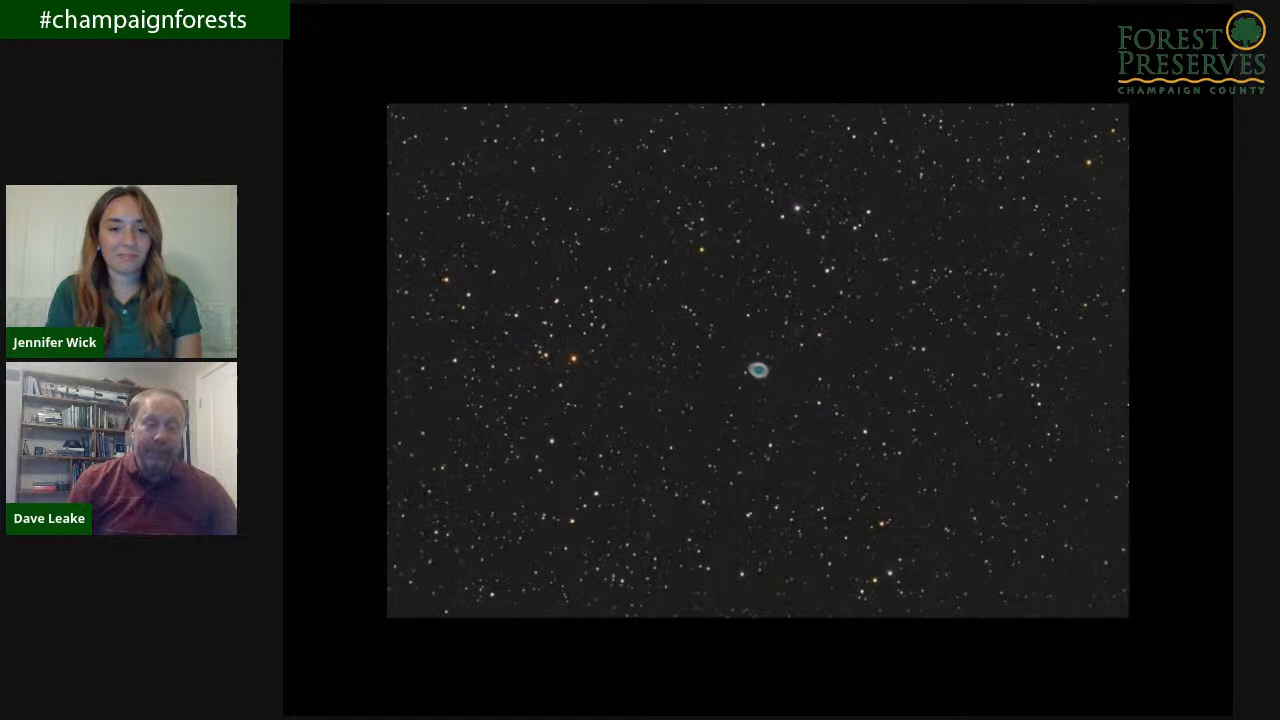 #champaignforests
FOREST
PRESERVES
CHAMPAIGN COUNTY
Jennifer Wick
Dave Leake